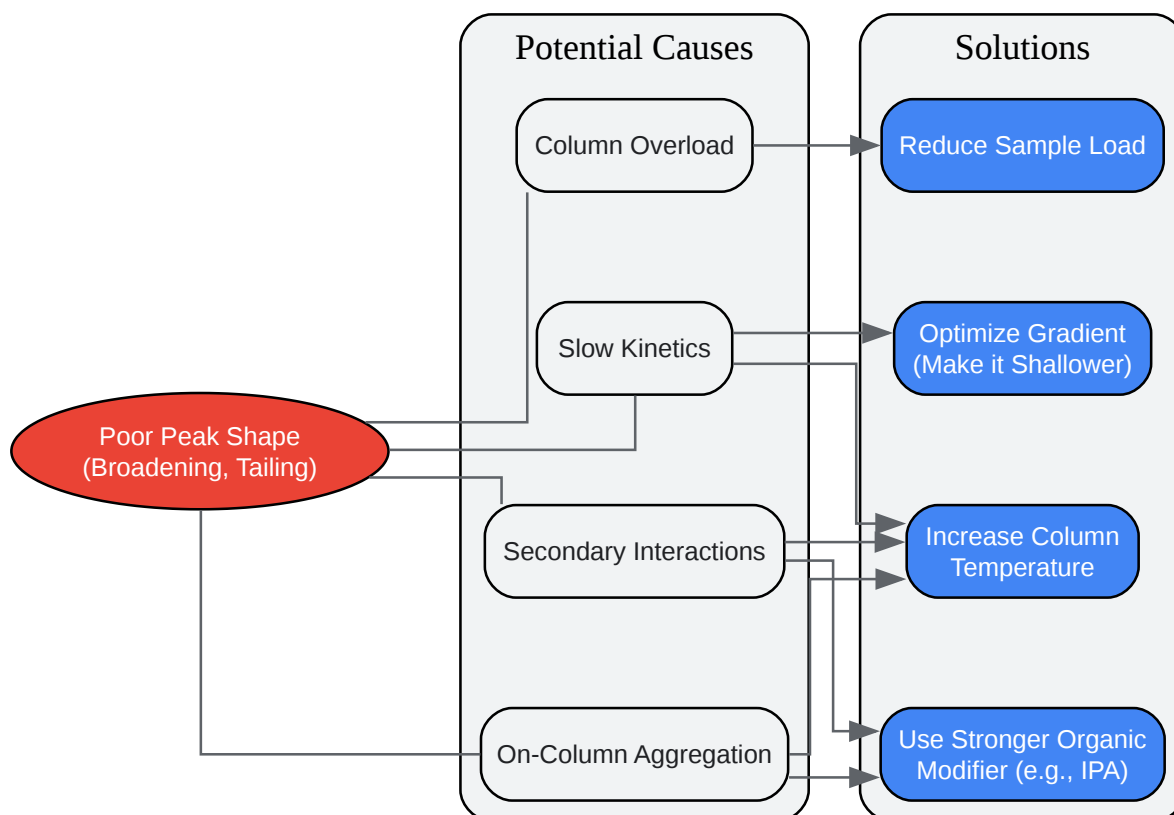 Potential Causes
Solutions
Column Overload
Reduce Sample Load
Slow Kinetics
Optimize Gradient
(Make it Shallower)
Poor Peak Shape
(Broadening, Tailing)
Secondary Interactions
Increase Column
Temperature
On-Column Aggregation
Use Stronger Organic
Modifier (e.g., IPA)